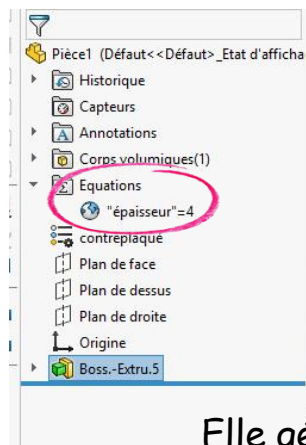 Pièce1 (Défaut<<Défaut>_Etat d'afficha
Historique
Capteurs
Annotations
Corps volumiques(1)
Equations
"épaisseur"=4
contreplaqué
Plan de face
Plan de dessus
Plan de droite
Origine
Boss.-Extru.5
Elle gé